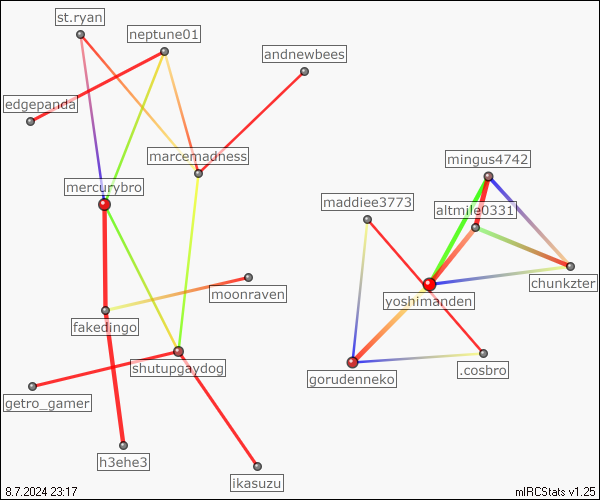 st.ryan
neptune01
andnewbees
edgepanda
marcemadness
mingus4742
mercurybro
maddiee3773
altmile0331
moonraven
chunkzter
yoshimanden
fakedingo
shutupgaydog
.cosbro
gorudenneko
getro_gamer
h3ehe3
ikasuzu
8.7.2024 23:17
mIRCStats v1.25